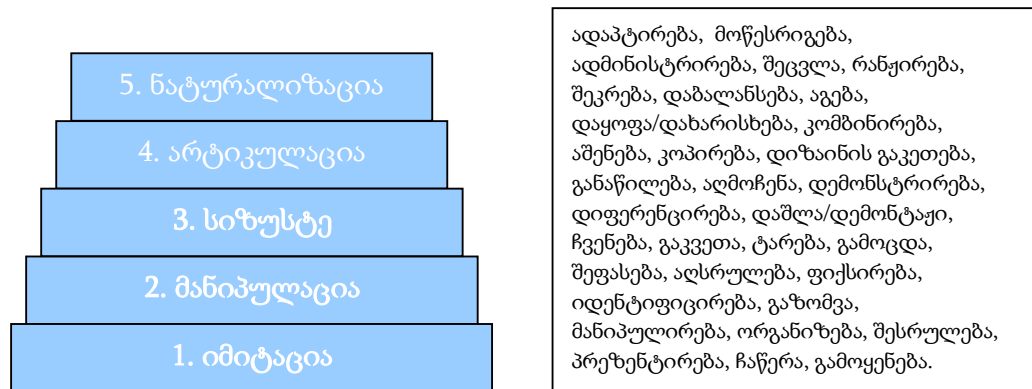 5. ნატურალიზაცია
4. არტიკულაცია
3. სიზუსტე
2. მანიპულაცია
1. იმიტაცია
ადაპტირება, მოწესრიგება,
ადმინისტრირება, შეცვლა, რანჟირება,
შეკრება, დაბალანსება, აგება,
დაყოფა/დახარისხება, კომბინირება,
აშენება, კოპირება, დიზაინის გაკეთება,
განაწილება, აღმოჩენა, დემონსტრირება,
დიფერენცირება, დაშლა/დემონტაჟი,
ჩვენება, გაკვეთა, ტარება, გამოცდა,
შეფასება, აღსრულება, ფიქსირება,
იდენტიფიცირება, გაზომვა,
მანიპულირება, ორგანიზება, შესრულება,
პრეზენტირება, ჩაწერა, გამოყენება.